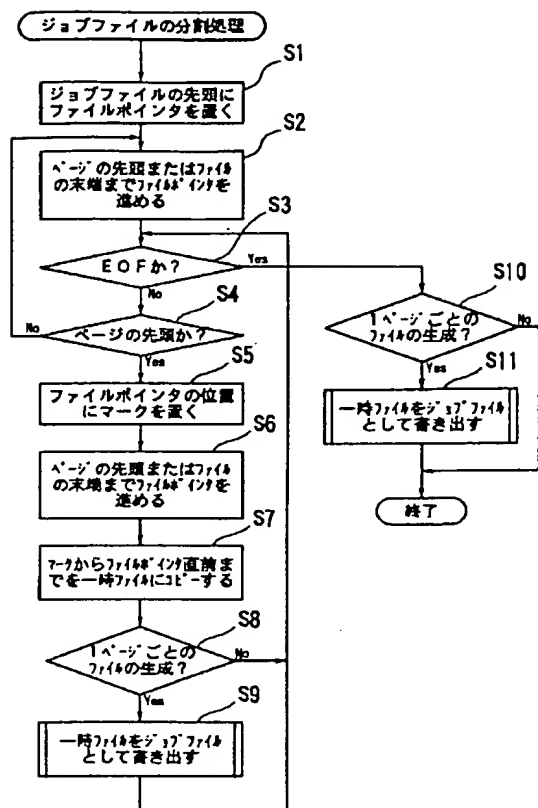 ジョブファイルの分割処理
S1
ジョブファイルの先頭に
ファイルポインタを置く
S2
ページの先頭またはファイル
の末端までファイルポインタを
進める
S3
EOFか?
Yes
No
S4
ページの先頭か?
No
Yes
S5
ファイルポインタの位置
にマークを置く
S6
ページの先頭またはファイル
の末端までファイルポインタを
進める
S7
マークからファイルポインタ直前ま
でを一時ファイルにコピーする
S8
1ページごとの
ファイルの生成?
No
Yes
S9
一時ファイルをジョブファイル
として書き出す
S10
1ページごとの
ファイルの生成?
No
Yes
S11
一時ファイルをジョブファイル
として書き出す
終了